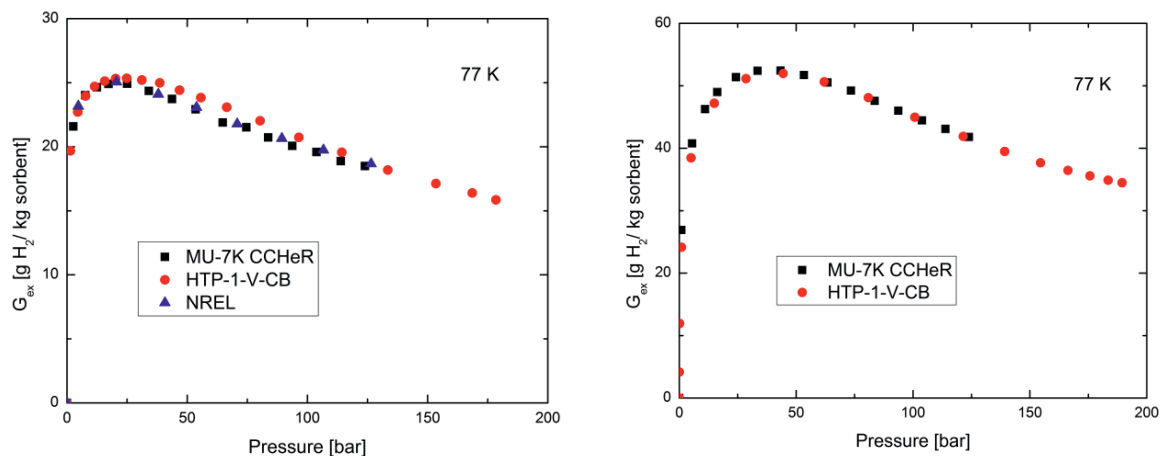 30
20
10
0
G_ex [g H_2/ kg sorbent]
77 K
MU-7K CCHeR
HTP-1-V-CB
NREL
0 50 100 150 200
Pressure [bar]
60
40
20
0
G_ex [g H_2/ kg sorbent]
77 K
MU-7K CCHeR
HTP-1-V-CB
0 50 100 150 200
Pressure [bar]